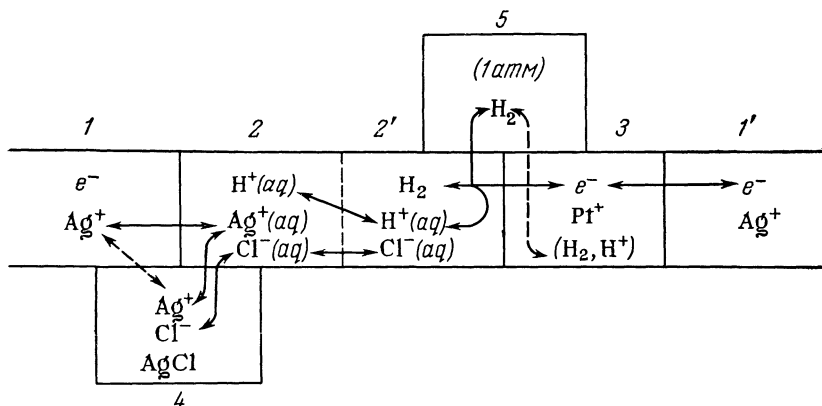 5
(1атм)
H₂
1 2 2' 3 1'
e⁻ H⁺(aq) H₂ e⁻ e⁻
Ag⁺ Ag⁺(aq) H⁺(aq) Pt⁺ Ag⁺
Cl⁻(aq) Cl⁻(aq) (H₂, H⁺)
Ag⁺
Cl⁻
AgCl
4